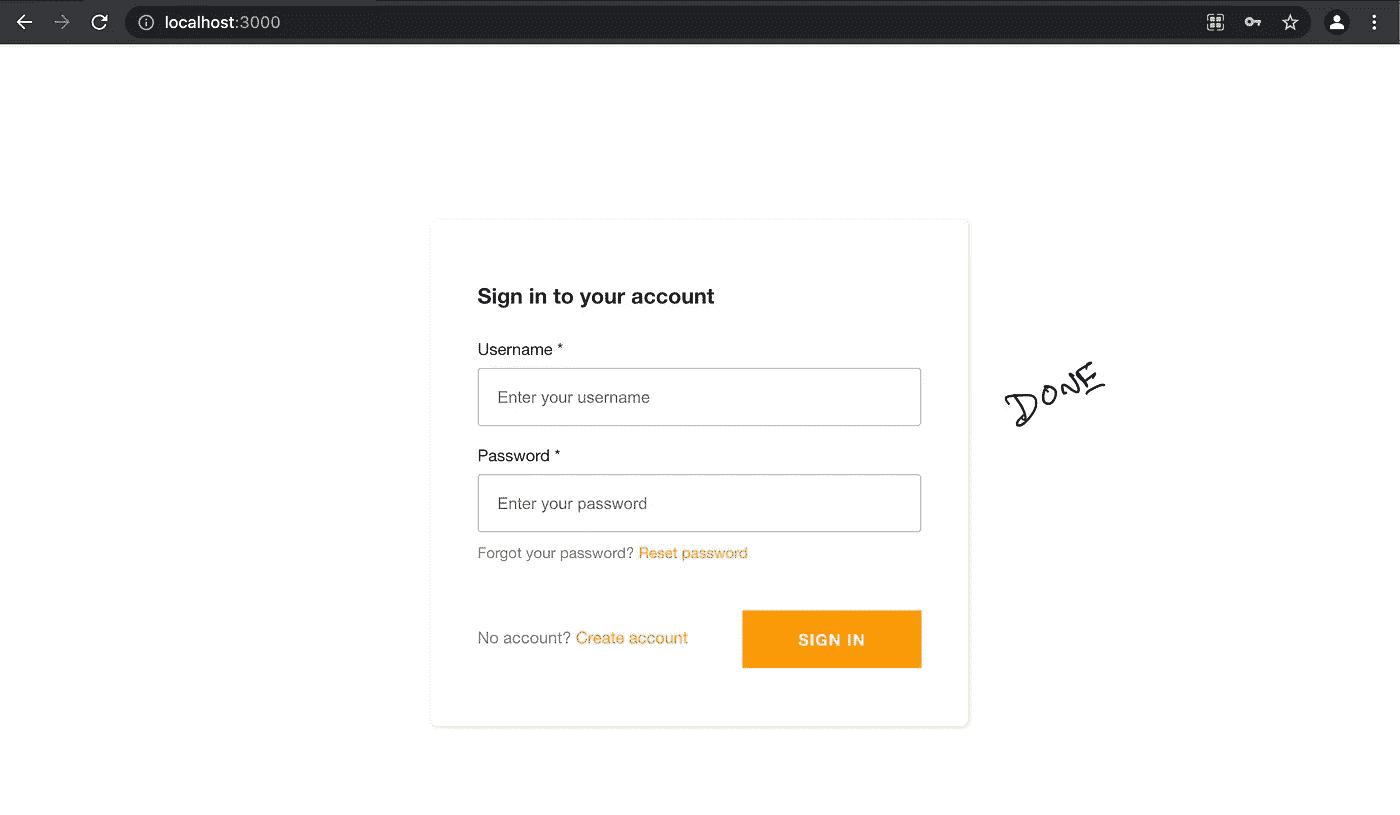 localhost:3000
Sign in to your account
Username *
Enter your username
DONE
Password *
Enter your password
Forgot your password? Reset password
No account? Create account
SIGN IN